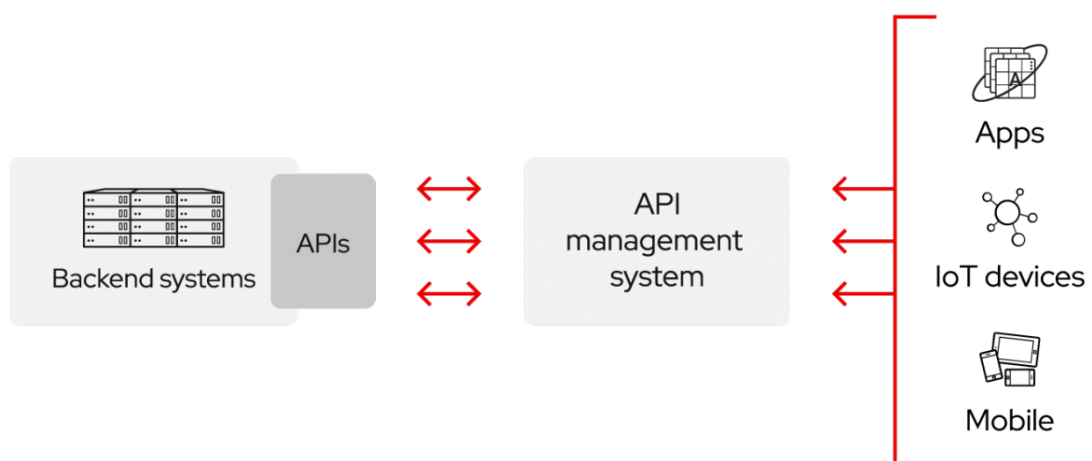 Backend systems
APIs
API
management
system
A
Apps
IoT devices
Mobile